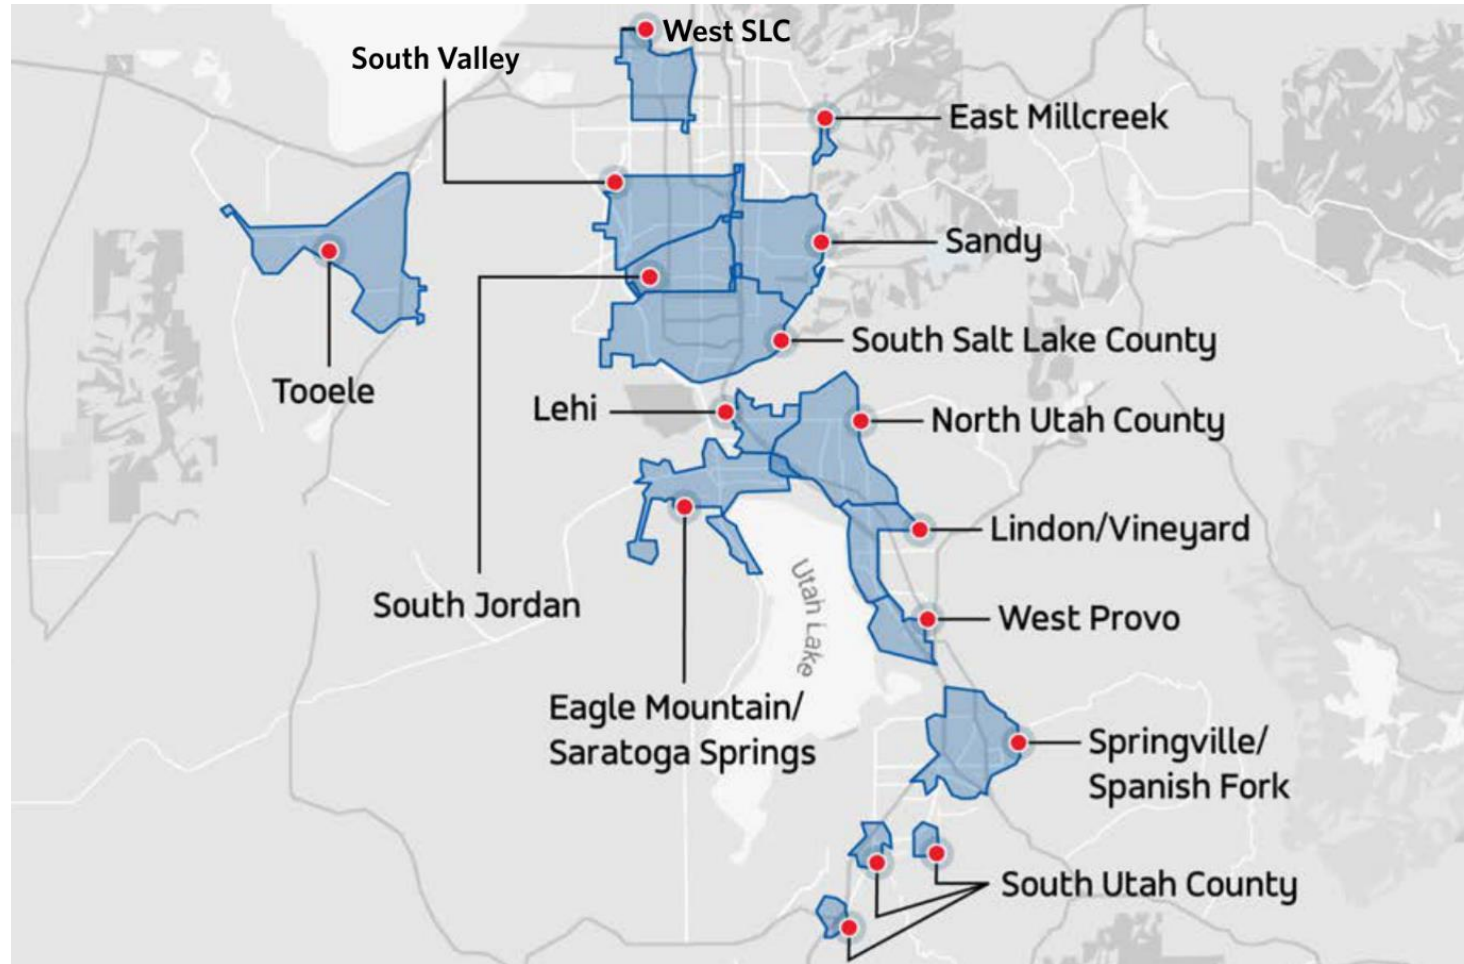 West SLC
South Valley
East Millcreek
Sandy
South Salt Lake County
Tooele
Lehi
North Utah County
Lindon/Vineyard
Utah Lake
South Jordan
West Provo
Eagle Mountain/
Saratoga Springs
Springville/
Spanish Fork
South Utah County